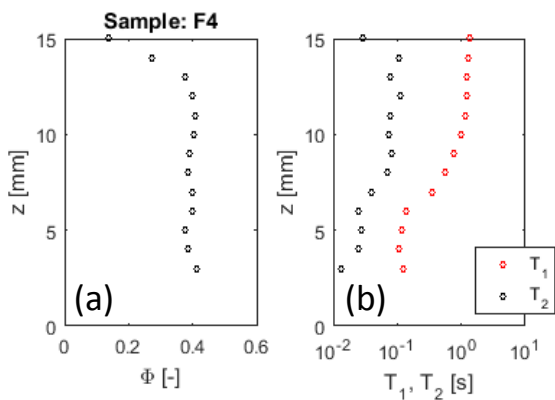 Sample: F4
15
10
5
0
z [mm]
(a)
0
0.2
0.4
0.6
Φ [-]
15
10
5
0
z [mm]
(b)
T₁
T₂
10⁻²
10⁻¹
10⁰
10¹
T₁, T₂ [s]